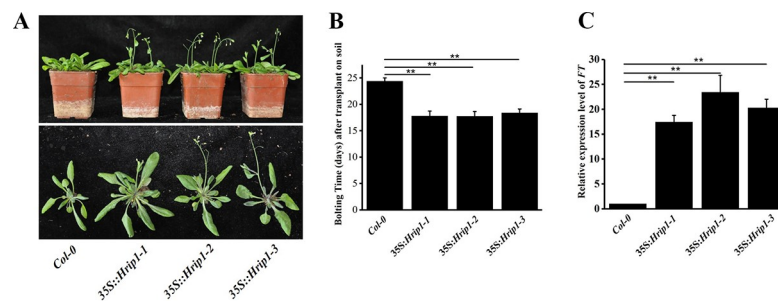 A
Col-0
35S::Hrip1-1
35S::Hrip1-2
35S::Hrip1-3
B
Bolting Time (days) after transplant on soil
25
20
15
10
5
0
**
**
**
Col-0
35S::Hrip1-1
35S::Hrip1-2
35S::Hrip1-3
C
Relative expression level of FT
30
25
20
15
10
5
0
**
**
**
Col-0
35S::Hrip1-1
35S::Hrip1-2
35S::Hrip1-3